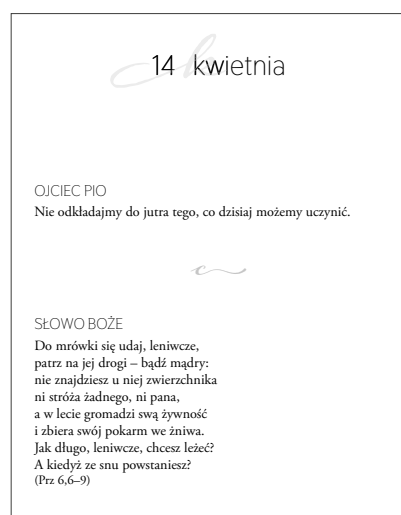 14 kwietnia
OJCIEC PIO
Nie odkładajmy do jutra tego, co dzisiaj możemy uczynić.
SŁOWO BOŻE
Do mrówki się udaj, leniwcze,
patrz na jej drogi – bądź mądry:
nie znajdziesz u niej zwierzchnika
ni stróża żadnego, ni pana,
a w lecie gromadzi swą żywność
i zbiera swój pokarm we żniwa.
Jak długo, leniwcze, chcesz leżeć?
A kiedyż ze snu powstaniesz?
(Prz 6,6–9)